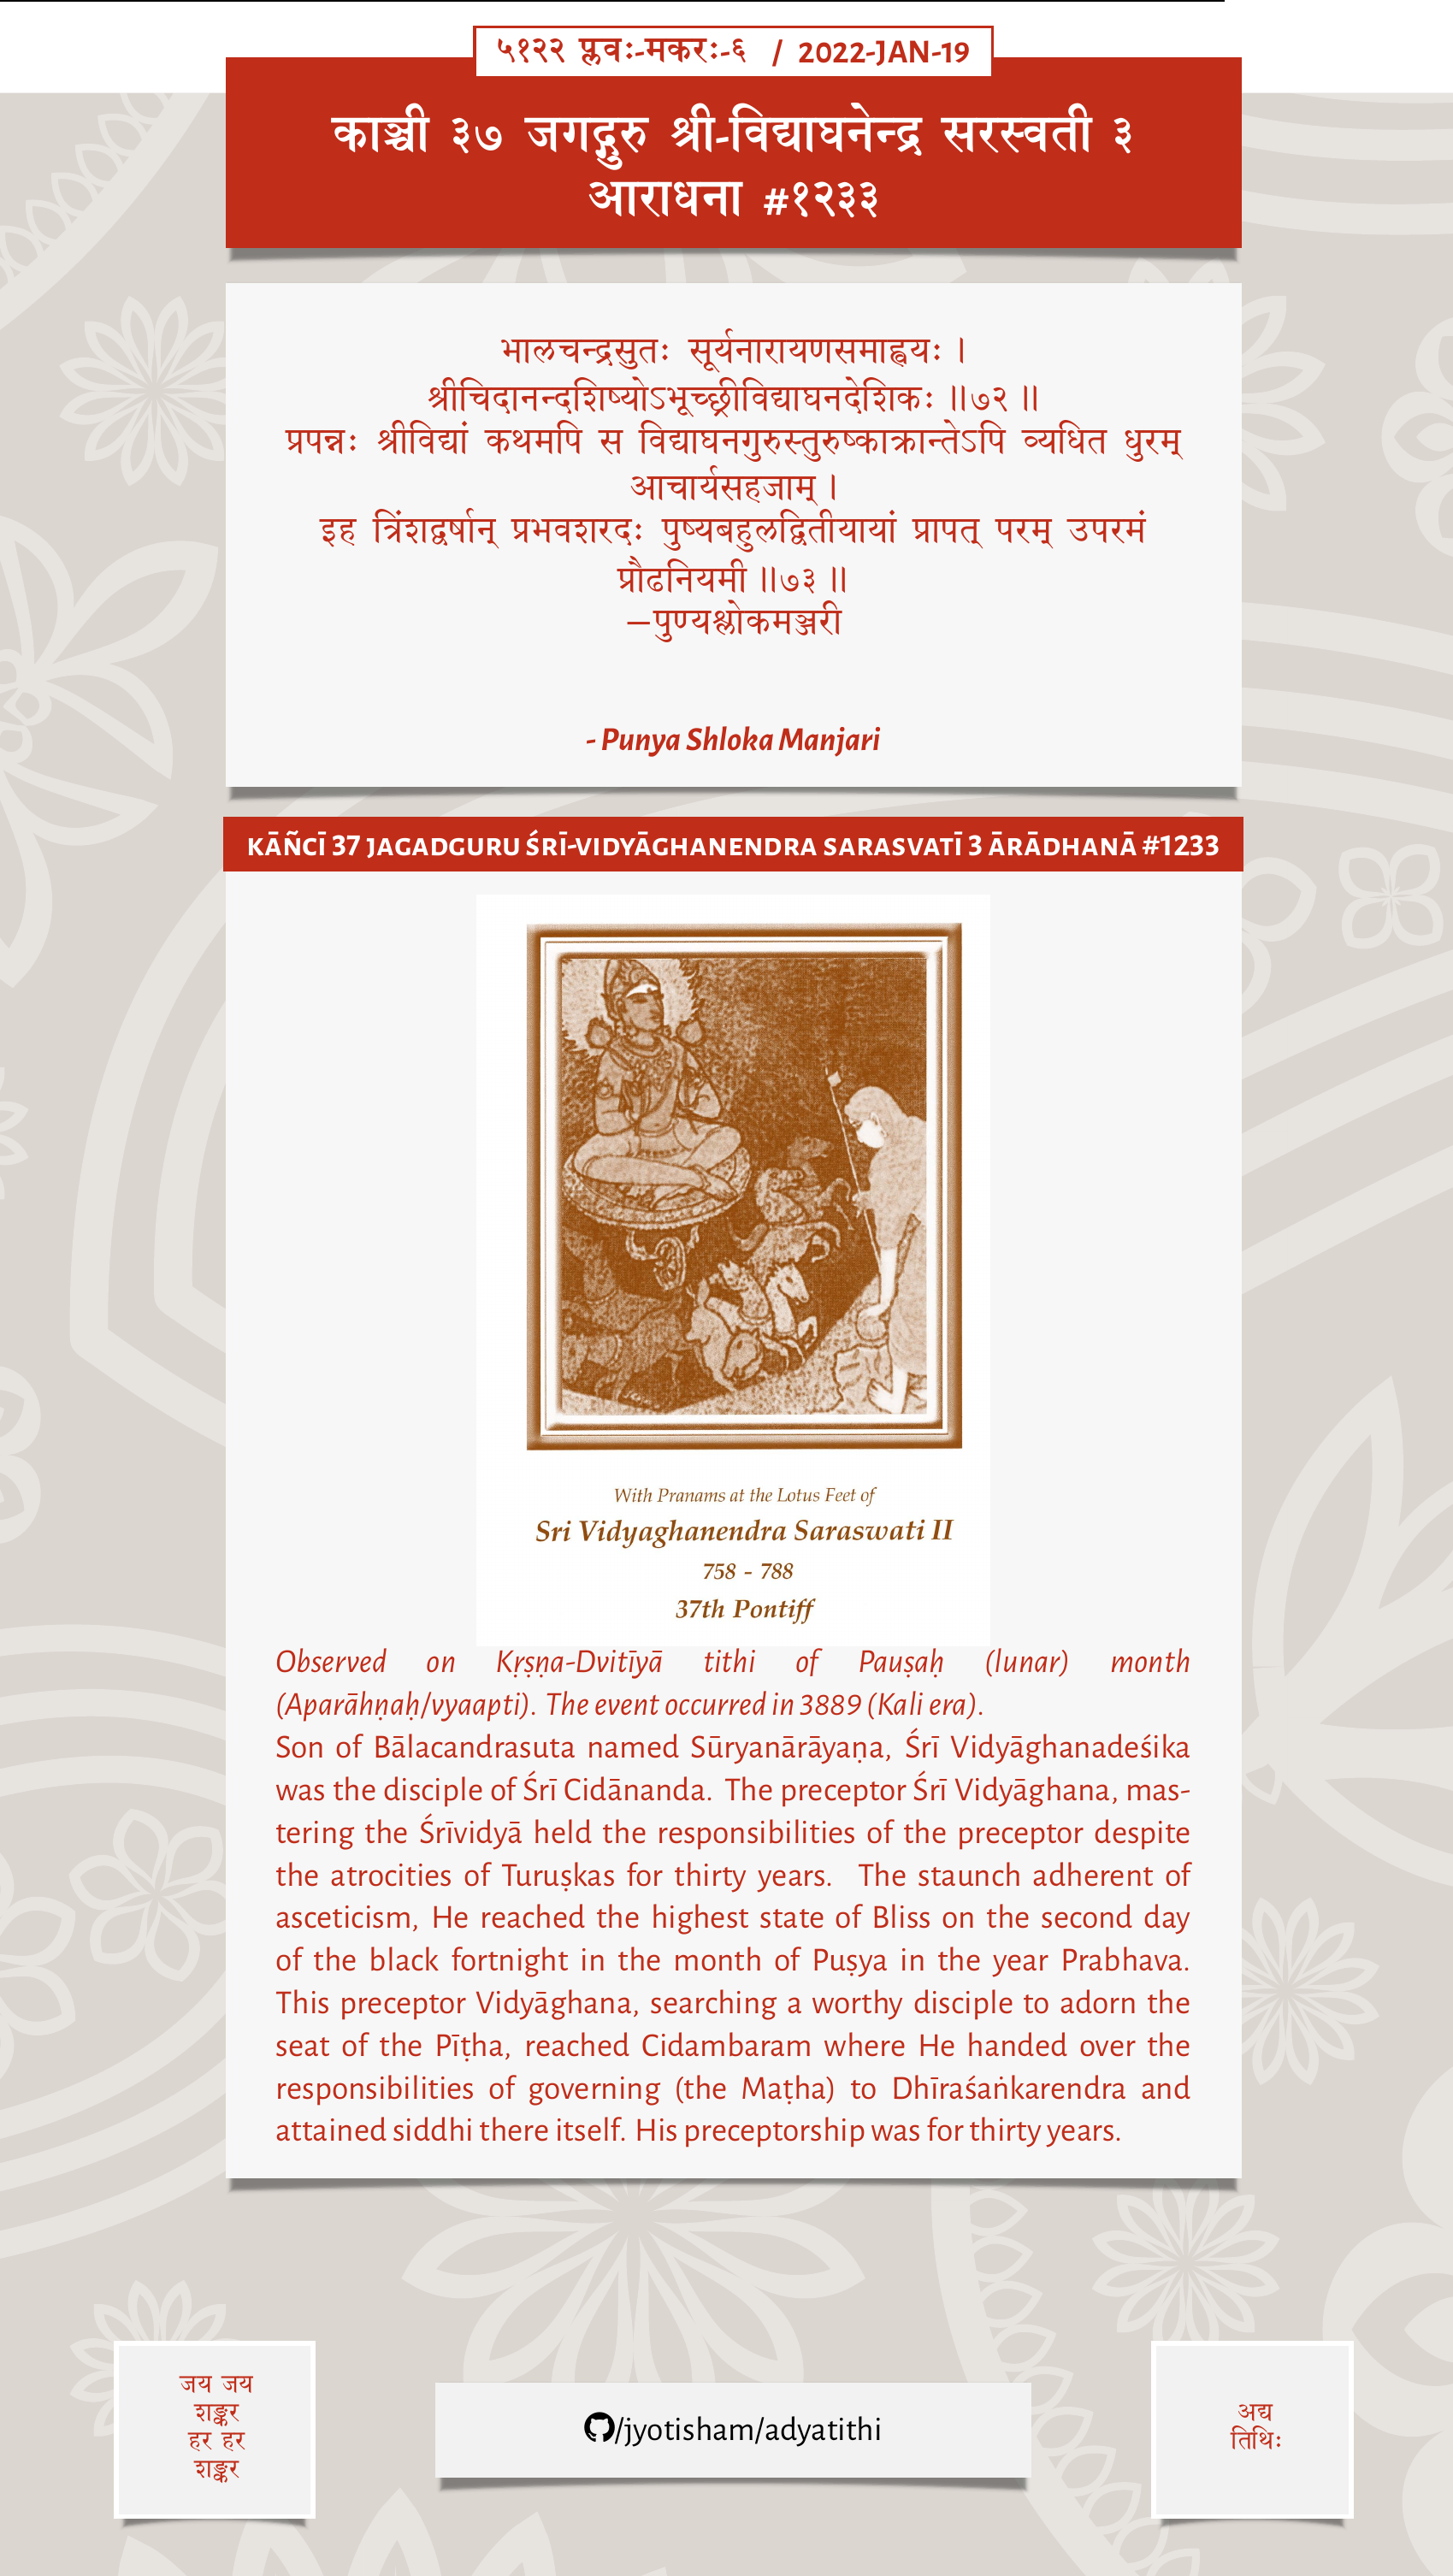 ५१२२ प्लवः-मकरः-६ / 2022-JAN-19
काञ्ची ३७ जगद्गुरु श्री-विद्याघनेन्द्र सरस्वती ३
आराधना #१२३३
भालचन्द्रसुतः सूर्यनारायणसमाह्वयः ।
श्रीचिदानन्दशिष्योऽभूच्छ्रीविद्याघनदेशिकः ॥७२ ॥
प्रपन्नः श्रीविद्यां कथमपि स विद्याघनगुरुस्तुरुष्काक्रान्तेऽपि व्यधित धुरम्
आचार्यसहजाम् ।
इह त्रिंशद्वर्षान् प्रभवशरदः पुष्यबहुलद्वितीयायां प्रापत् परम् उपरमं
प्रौढनियमी ॥७३ ॥
—पुण्यश्लोकमञ्जरी
- Punya Shloka Manjari
KĀÑCĪ 37 JAGADGURU ŚRĪ-VIDYĀGHANENDRA SARASVATĪ 3 ĀRĀDHANĀ #1233
With Pranams at the Lotus Feet of
Sri Vidyaghanendra Saraswati II
758 - 788
37th Pontiff
Observed on Kṛṣṇa-Dvitīyā tithi of Pauṣaḥ (lunar) month
(Aparāhṇaḥ/vyaapti). The event occurred in 3889 (Kali era).
Son of Bālacandrasuta named Sūryanārāyaṇa, Śrī Vidyāghanadeśika
was the disciple of Śrī Cidānanda. The preceptor Śrī Vidyāghana, mas-
tering the Śrīvidyā held the responsibilities of the preceptor despite
the atrocities of Turuṣkas for thirty years. The staunch adherent of
asceticism, He reached the highest state of Bliss on the second day
of the black fortnight in the month of Puṣya in the year Prabhava.
This preceptor Vidyāghana, searching a worthy disciple to adorn the
seat of the Pīṭha, reached Cidambaram where He handed over the
responsibilities of governing (the Maṭha) to Dhīraśaṅkarendra and
attained siddhi there itself. His preceptorship was for thirty years.
जय जय
शङ्कर
हर हर
शङ्कर
/jyotisham/adyatithi
अद्य
तिथिः